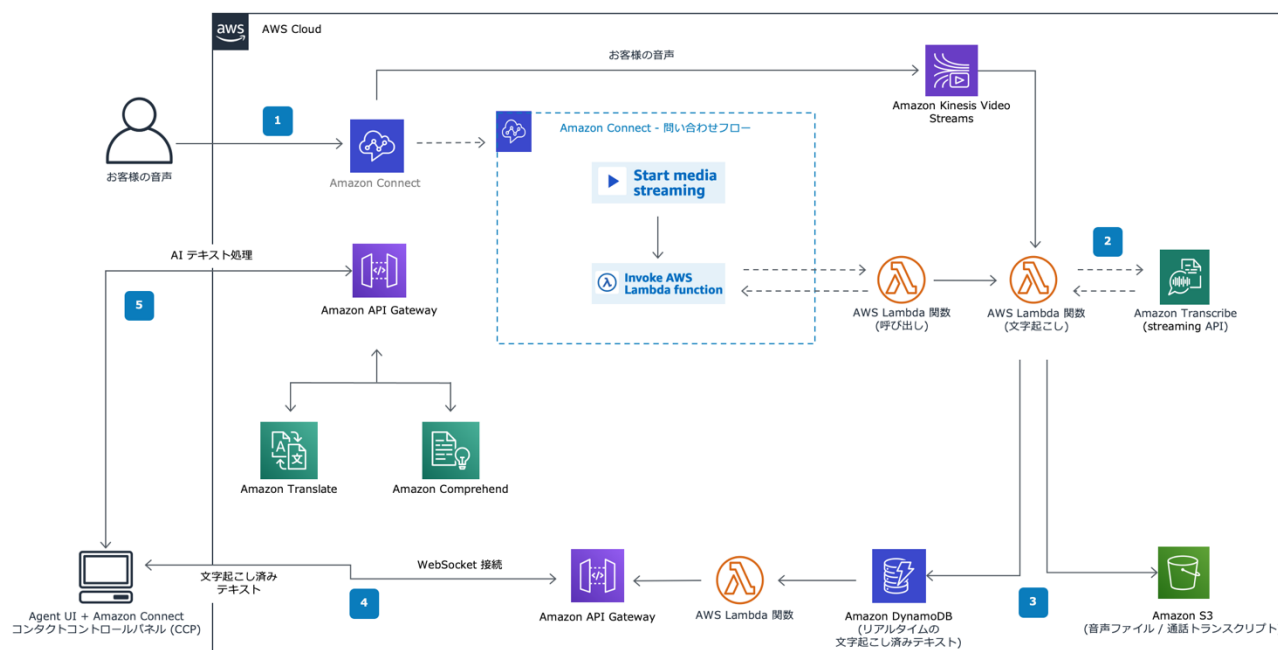 aws
AWS Cloud
お客様の音声
Amazon Kinesis Video
Streams
1
Amazon Connect - 問い合わせフロー
お客様の音声
Amazon Connect
Start media
streaming
AI テキスト処理
2
5
Invoke AWS
Lambda function
Amazon API Gateway
AWS Lambda 関数
(呼び出し)
AWS Lambda 関数
(文字起こし)
Amazon Transcribe
(streaming API)
A
文
Amazon Translate
Amazon Comprehend
WebSocket 接続
文字起こし済み
テキスト
4
3
Agent UI + Amazon Connect
コンタクトコントロールパネル (CCP)
Amazon API Gateway
AWS Lambda 関数
Amazon DynamoDB
(リアルタイムの
文字起こし済みテキスト)
Amazon S3
(音声ファイル / 通話トランスクリプト